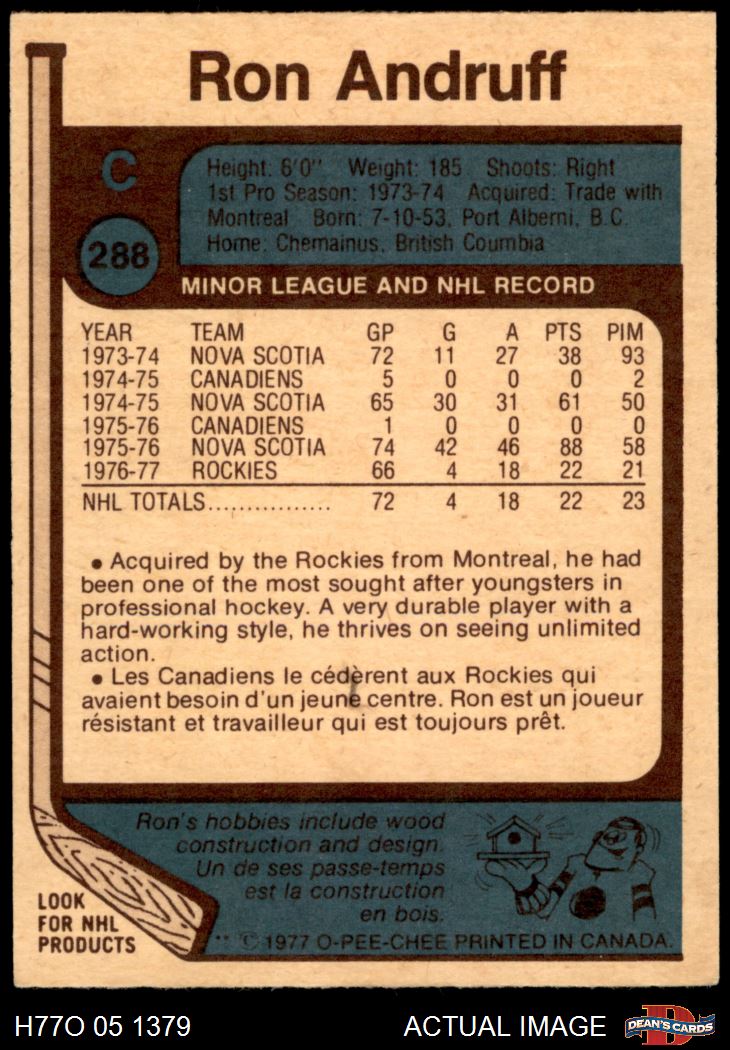 Ron Andruff
C
288
Height: 6'0" Weight: 185 Shoots: Right
1st Pro Season: 1973-74 Acquired: Trade with
Montreal Born: 7-10-53, Port Alberni, B.C.
Home: Chemainus, British Coumbia
MINOR LEAGUE AND NHL RECORD
YEAR TEAM GP G A PTS PIM
1973-74 NOVA SCOTIA 72 11 27 38 93
1974-75 CANADIENS 5 0 0 0 2
1974-75 NOVA SCOTIA 65 30 31 61 50
1975-76 CANADIENS 1 0 0 0 0
1975-76 NOVA SCOTIA 74 42 46 88 58
1976-77 ROCKIES 66 4 18 22 21
NHL TOTALS................ 72 4 18 22 23
• Acquired by the Rockies from Montreal, he had
been one of the most sought after youngsters in
professional hockey. A very durable player with a
hard-working style, he thrives on seeing unlimited
action.
• Les Canadiens le cédèrent aux Rockies qui
avaient besoin d'un jeune centre. Ron est un joueur
résistant et travailleur qui est toujours prêt.
Ron's hobbies include wood
construction and design.
Un de ses passe-temps
est la construction
en bois.
LOOK
FOR NHL
PRODUCTS
** © 1977 O-PEE-CHEE PRINTED IN CANADA.
H77O 05 1379
ACTUAL IMAGE
D
DEAN'S CARDS